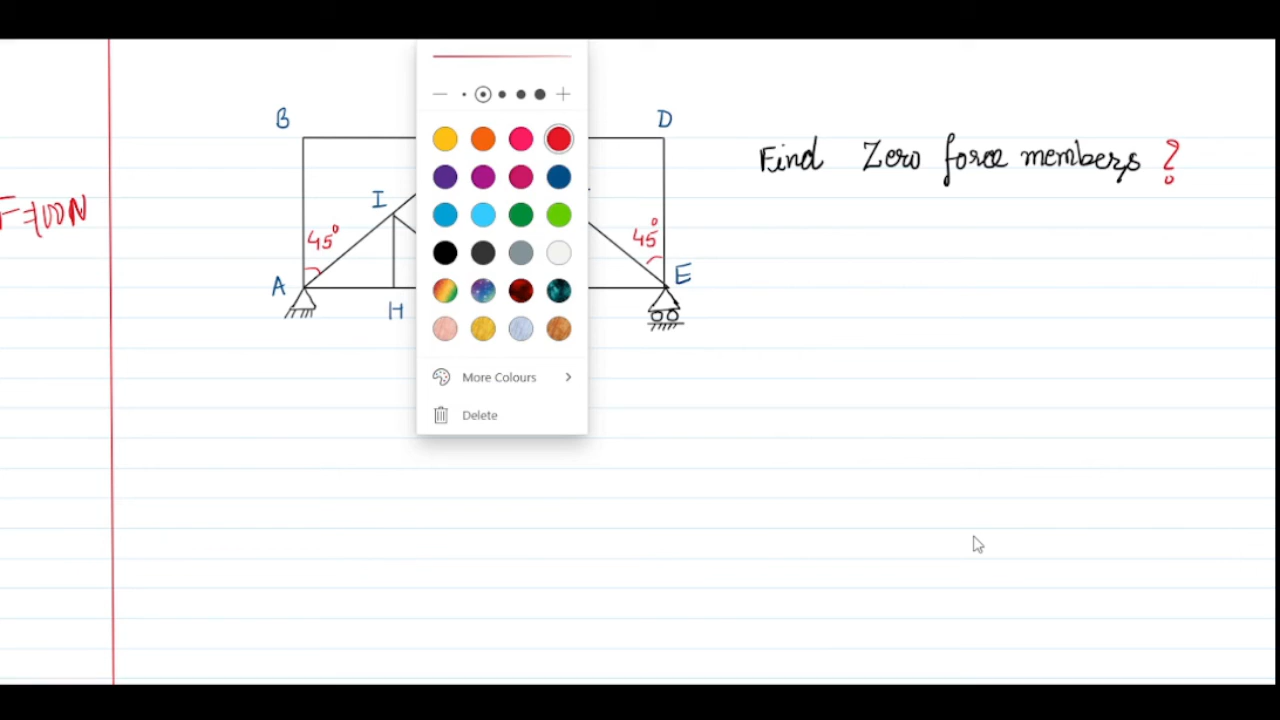 B
D
Find Zero force members ?
I
F=100N
45°
45°
A
E
H
More Colours
Delete